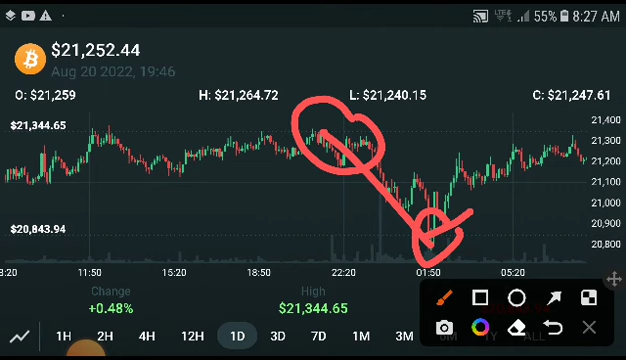 LTE 55% 8:27 AM
$21,252.44
Aug 20 2022, 19:46
O: $21,259 H: $21,264.72 L: $21,240.15 C: $21,247.61
$21,344.65
21,400
21,300
21,200
21,100
21,000
20,900
20,800
$20,843.94
3:20 11:50 15:20 18:50 22:20 01:50 05:20
Change High
+0.48% $21,344.65
1H 2H 4H 12H 1D 3D 7D 1M 3M ALL